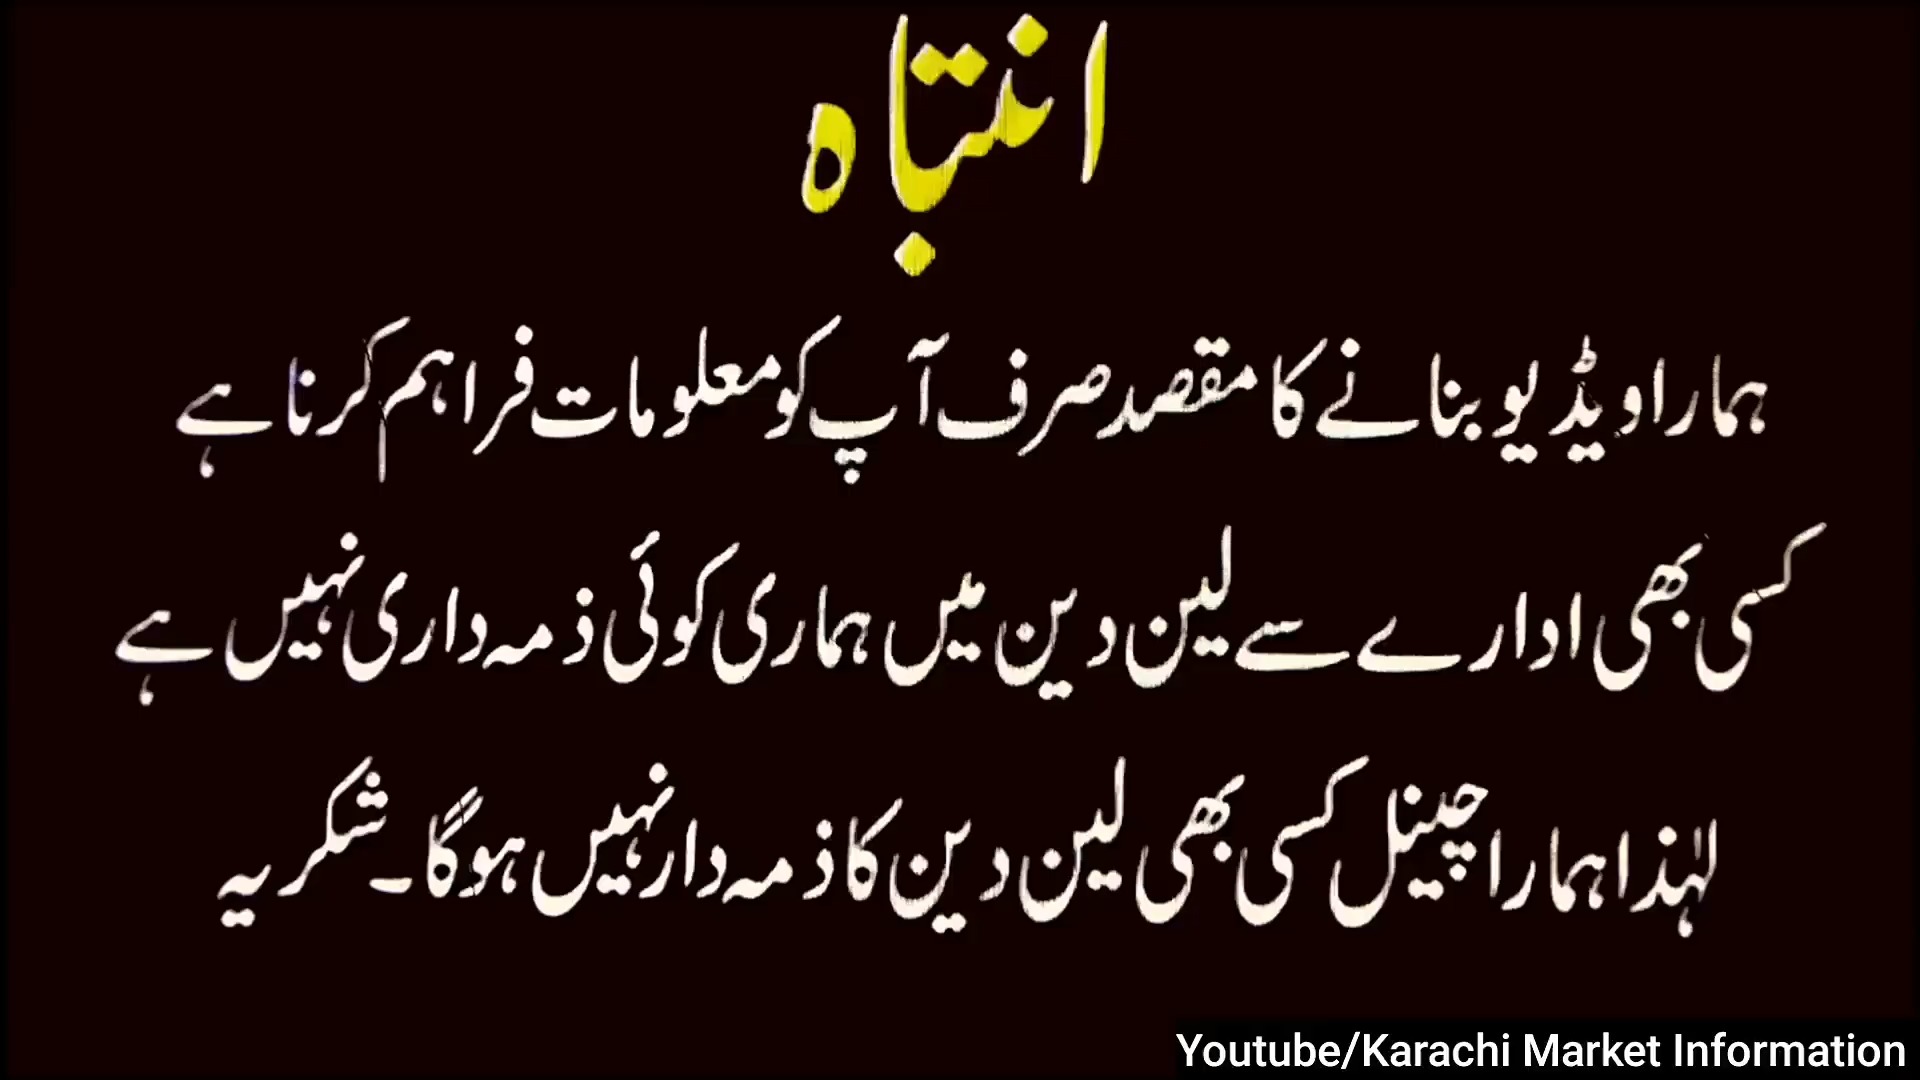 انتباہ
ہمارا ویڈیو بنانے کا مقصد صرف آپ کو معلومات فراہم کرنا ہے
کسی بھی ادارے سے لین دین میں ہماری کوئی ذمہ داری نہیں ہے
لہٰذا ہمارا چینل کسی بھی لین دین کا ذمہ دار نہیں ہوگا۔ شکریہ
Youtube/Karachi Market Information